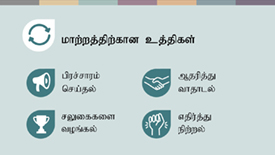 மாற்றத்திற்கான உத்திகள்
பிரச்சாரம்
செய்தல்
ஆதரித்து
வாதாடல்
சலுகைகளை
வழங்கல்
எதிர்த்து
நிற்றல்